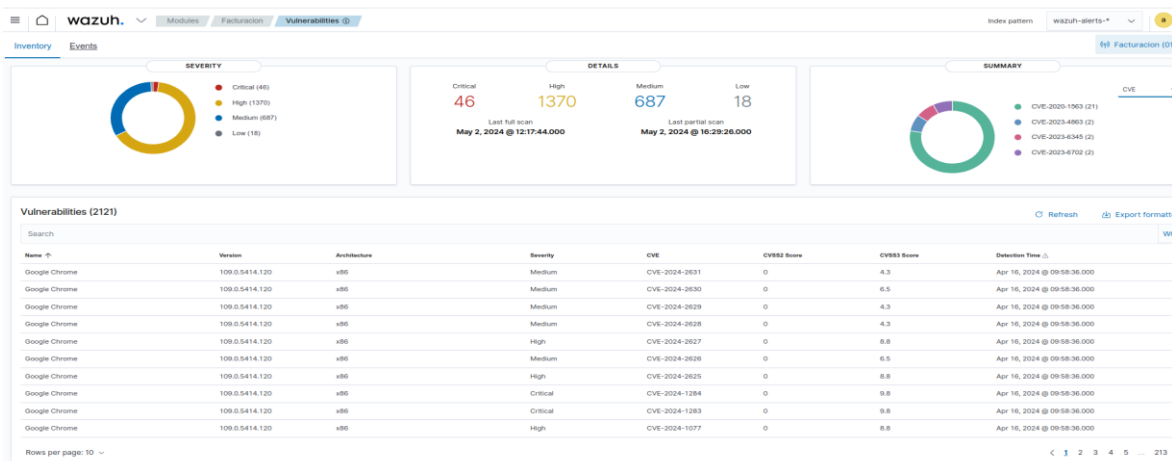 wazuh. Modules Facturacion Vulnerabilities Index pattern wazuh-alerts-* a
Inventory Events Facturacion (01
SEVERITY
Critical (46)
High (1370)
Medium (687)
Low (18)
DETAILS
Critical High Medium Low
46 1370 687 18
Last full scan Last partial scan
May 2, 2024 @ 12:17:44.000 May 2, 2024 @ 16:29:26.000
SUMMARY
CVE
CVE-2020-1563 (21)
CVE-2023-4863 (2)
CVE-2023-6345 (2)
CVE-2023-6702 (2)
Vulnerabilities (2121) Refresh Export formatt
Search W
Name Version Architecture Severity CVE CVSS2 Score CVSS3 Score Detection Time
Google Chrome 109.0.5414.120 x86 Medium CVE-2024-2631 0 4.3 Apr 16, 2024 @ 09:58:36.000
Google Chrome 109.0.5414.120 x86 Medium CVE-2024-2630 0 6.5 Apr 16, 2024 @ 09:58:36.000
Google Chrome 109.0.5414.120 x86 Medium CVE-2024-2629 0 4.3 Apr 16, 2024 @ 09:58:36.000
Google Chrome 109.0.5414.120 x86 Medium CVE-2024-2628 0 4.3 Apr 16, 2024 @ 09:58:36.000
Google Chrome 109.0.5414.120 x86 High CVE-2024-2627 0 8.8 Apr 16, 2024 @ 09:58:36.000
Google Chrome 109.0.5414.120 x86 Medium CVE-2024-2626 0 6.5 Apr 16, 2024 @ 09:58:36.000
Google Chrome 109.0.5414.120 x86 High CVE-2024-2625 0 8.8 Apr 16, 2024 @ 09:58:36.000
Google Chrome 109.0.5414.120 x86 Critical CVE-2024-1284 0 9.8 Apr 16, 2024 @ 09:58:36.000
Google Chrome 109.0.5414.120 x86 Critical CVE-2024-1283 0 9.8 Apr 16, 2024 @ 09:58:36.000
Google Chrome 109.0.5414.120 x86 High CVE-2024-1077 0 8.8 Apr 16, 2024 @ 09:58:36.000
Rows per page: 10 < 1 2 3 4 5 ... 213